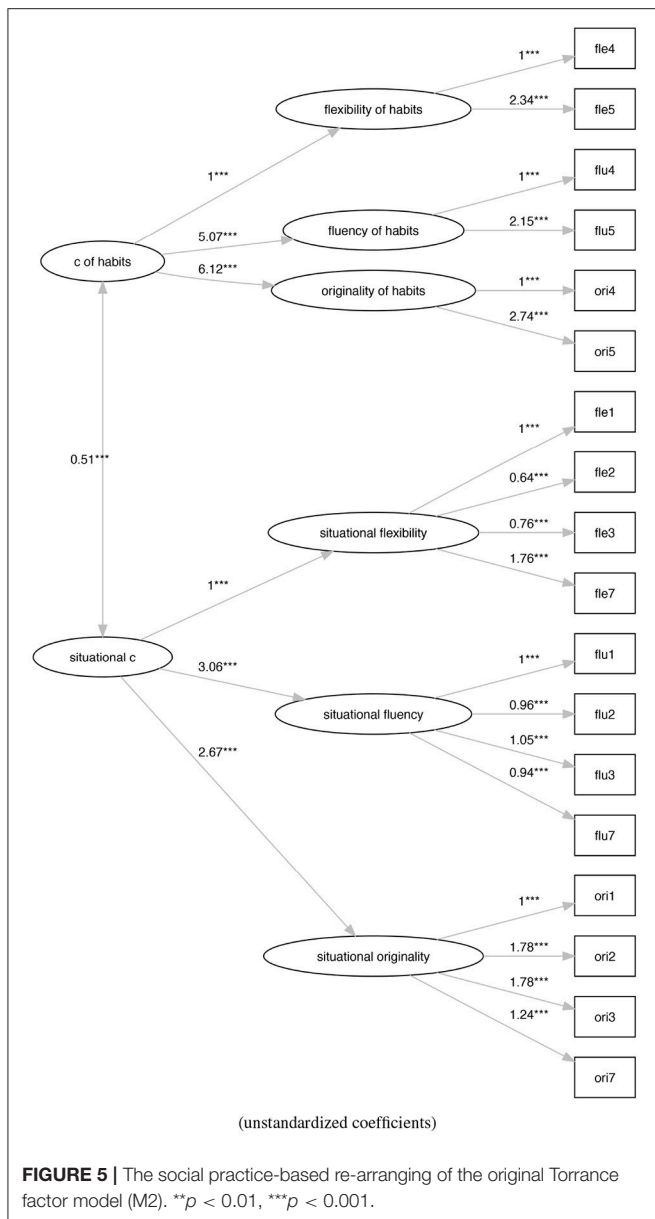 fle4
1***
flexibility of habits
2.34***
fle5
1***
flu4
1***
5.07***
fluency of habits
2.15***
flu5
c of habits
6.12***
originality of habits
1***
ori4
2.74***
ori5
fle1
1***
0.51***
0.64***
fle2
situational flexibility
0.76***
fle3
1.76***
fle7
1***
situational c
3.06***
1***
flu1
situational fluency
0.96***
flu2
1.05***
flu3
2.67***
0.94***
flu7
1***
ori1
situational originality
1.78***
ori2
1.78***
ori3
1.24***
ori7
(unstandardized coefficients)
FIGURE 5 | The social practice-based re-arranging of the original Torrance
factor model (M2). **p < 0.01, ***p < 0.001.